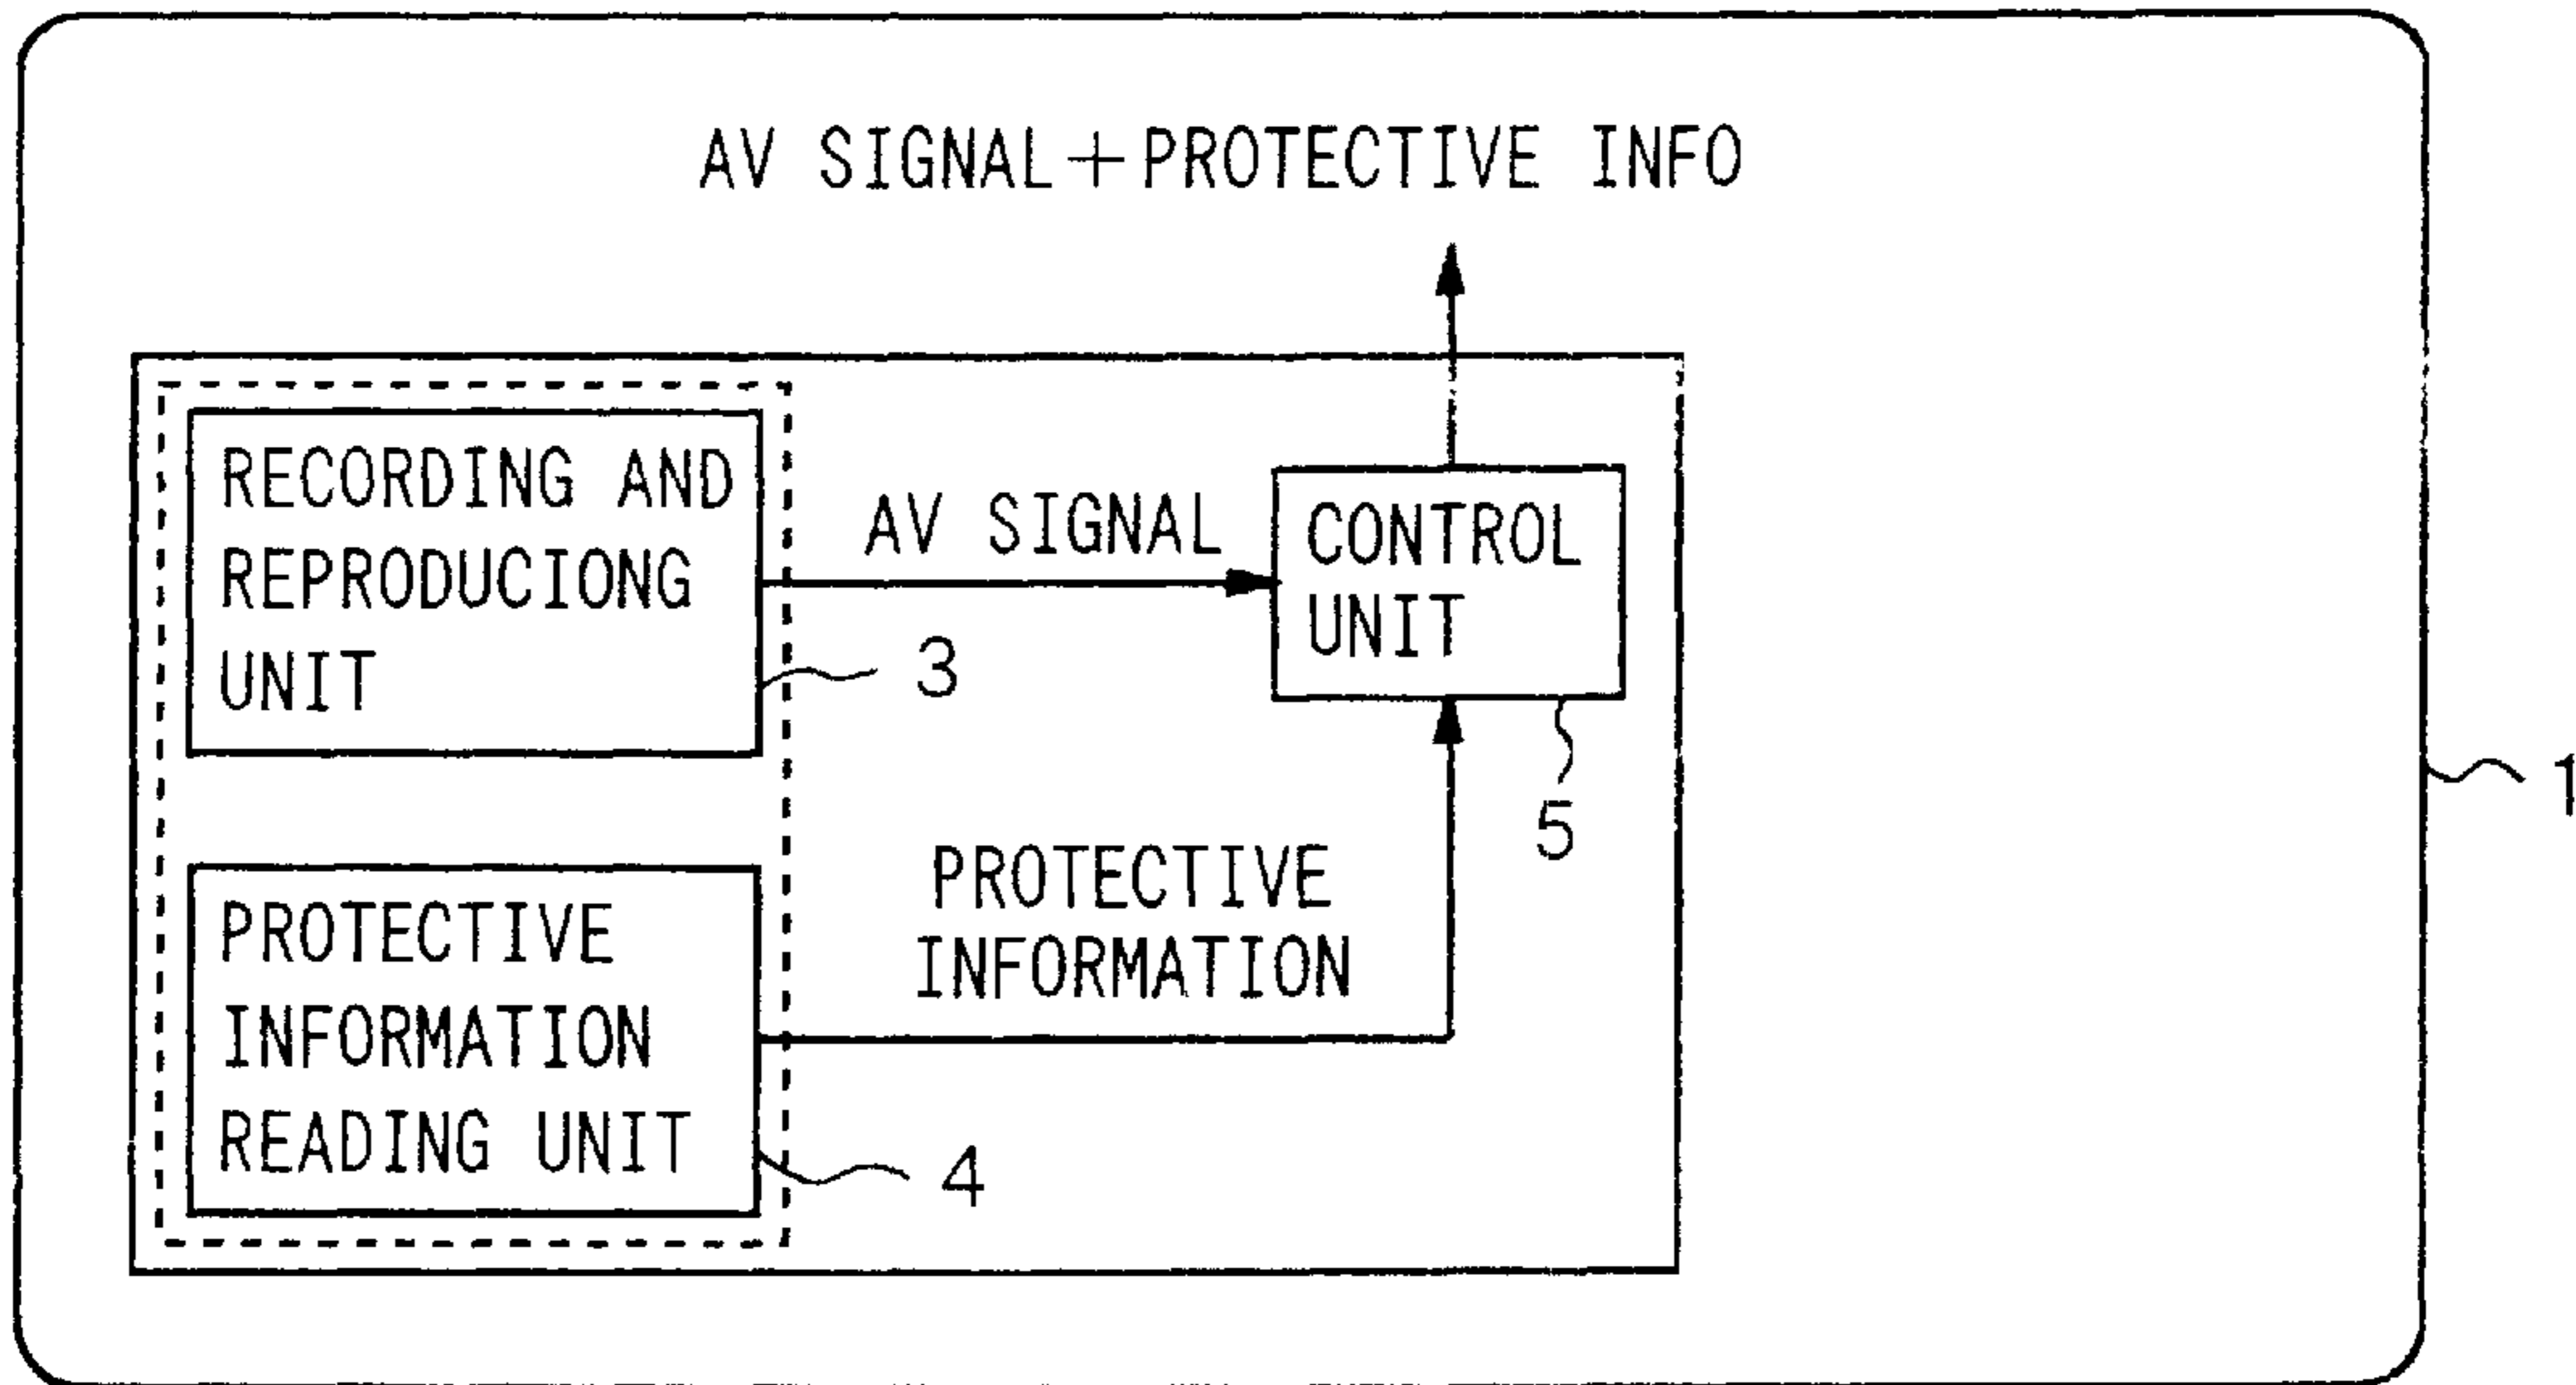 AV SIGNAL+PROTECTIVE INFO
RECORDING AND
REPRODUCIONG
UNIT
3
AV SIGNAL
CONTROL
UNIT
5
1
PROTECTIVE
INFORMATION
PROTECTIVE
INFORMATION
READING UNIT
4